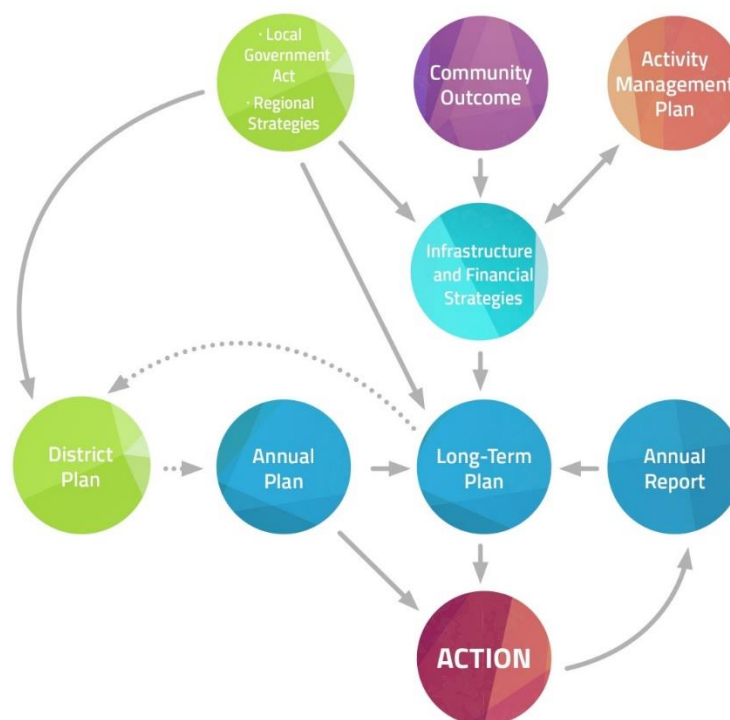 · Local
Government
Act
· Regional
Strategies
Community
Outcome
Activity
Management
Plan
Infrastructure
and Financial
Strategies
District
Plan
Annual
Plan
Long-Term
Plan
Annual
Report
ACTION